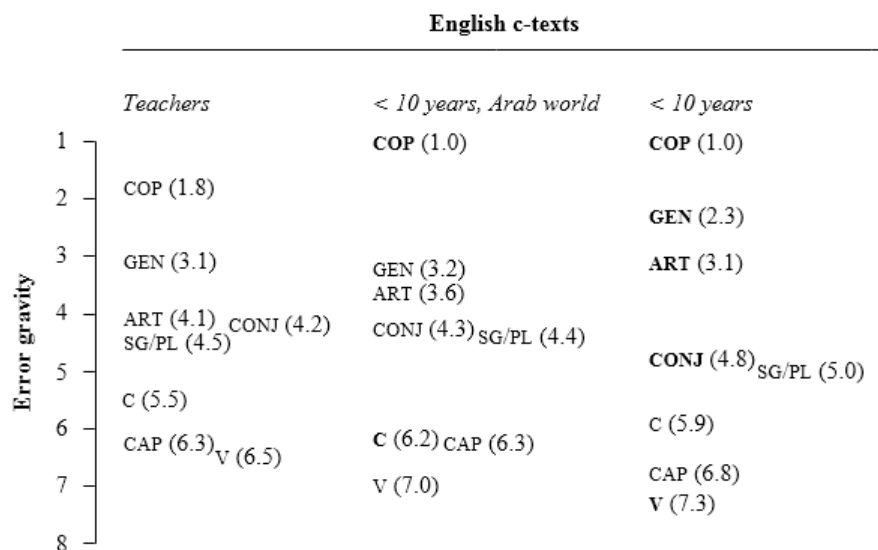 English c-texts
Teachers
< 10 years, Arab world
< 10 years
Error gravity
1
2
3
4
5
6
7
8
COP (1.8)
GEN (3.1)
ART (4.1) CONJ (4.2)
SG/PL (4.5)
C (5.5)
CAP (6.3) V (6.5)
COP (1.0)
GEN (3.2)
ART (3.6)
CONJ (4.3) SG/PL (4.4)
C (6.2) CAP (6.3)
V (7.0)
COP (1.0)
GEN (2.3)
ART (3.1)
CONJ (4.8) SG/PL (5.0)
C (5.9)
CAP (6.8)
V (7.3)